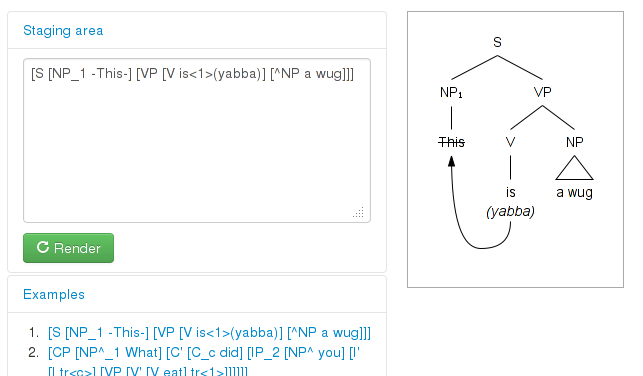 Staging area
[S [NP_1 -This-] [VP [V is<1>(yabba)] [^NP a wug]]]
Render
Examples
1. [S [NP_1 -This-] [VP [V is<1>(yabba)] [^NP a wug]]]
2. [CP [NP^_1 What] [C' [C_c did] [IP_2 [NP^ you] [I'
[I tr<c>] [VP [V' [V eat] tr<1>]]]]]]
S
NP₁ VP
This V NP
is a wug
(yabba)